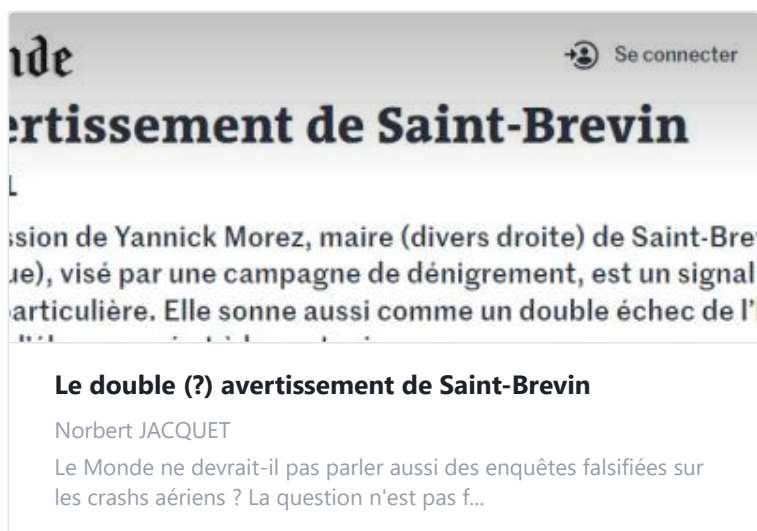 nde
Se connecter
ertissement de Saint-Brevin
L
ssion de Yannick Morez, maire (divers droite) de Saint-Bre
ue), visé par une campagne de dénigrement, est un signal
articulière. Elle sonne aussi comme un double échec de l'
Le double (?) avertissement de Saint-Brevin
Norbert JACQUET
Le Monde ne devrait-il pas parler aussi des enquêtes falsifiées sur
les crashs aériens ? La question n'est pas f...